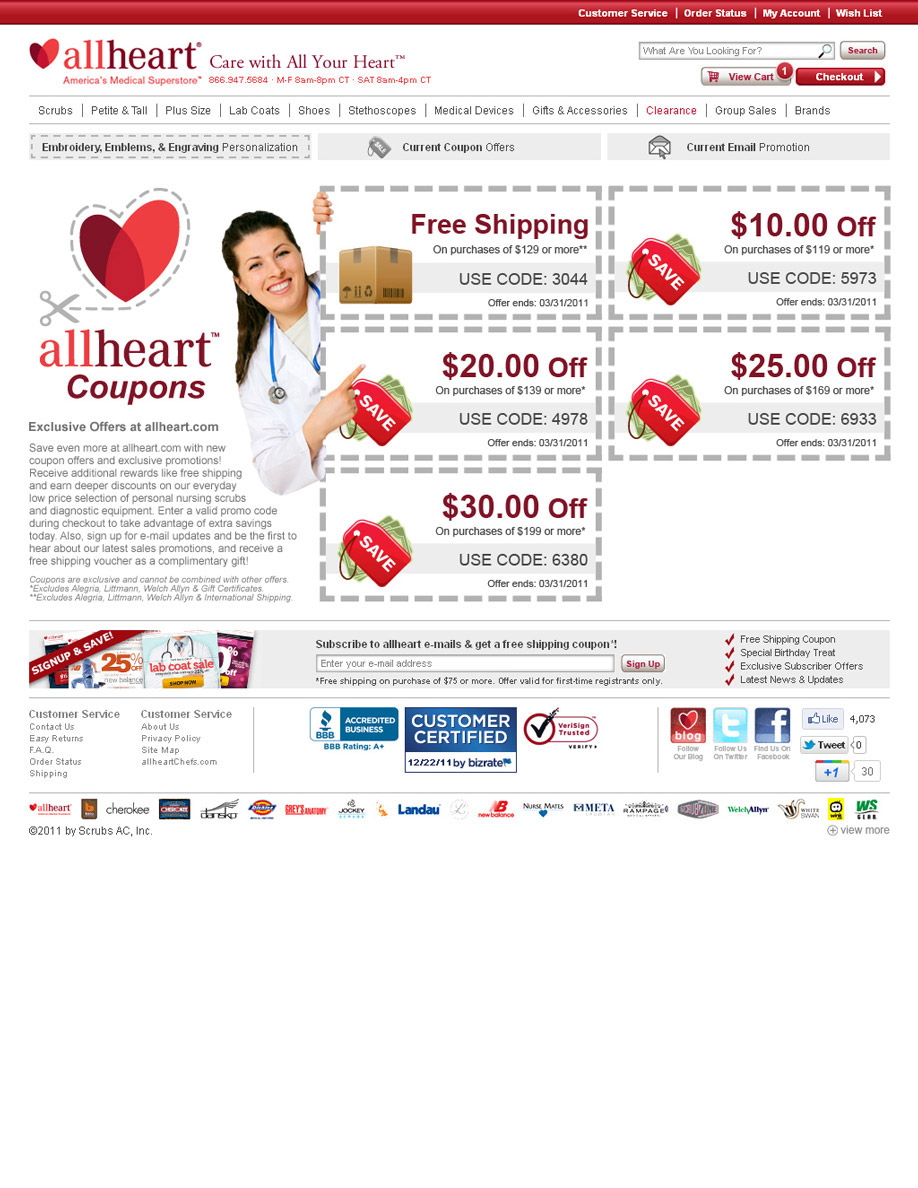 Customer Service | Order Status | My Account | Wish List
allheart® Care with All Your Heart™
America's Medical Superstore™ 866.947.5684 · M-F 8am-8pm CT · SAT 8am-4pm CT
What Are You Looking For?
Search
View Cart 1
Checkout
Scrubs | Petite & Tall | Plus Size | Lab Coats | Shoes | Stethoscopes | Medical Devices | Gifts & Accessories | Clearance | Group Sales | Brands
Embroidery, Emblems, & Engraving Personalization
SALE
Current Coupon Offers
Current Email Promotion
allheart™
Coupons
Exclusive Offers at allheart.com
Save even more at allheart.com with new
coupon offers and exclusive promotions!
Receive additional rewards like free shipping
and earn deeper discounts on our everyday
low price selection of personal nursing scrubs
and diagnostic equipment. Enter a valid promo code
during checkout to take advantage of extra savings
today. Also, sign up for e-mail updates and be the first to
hear about our latest sales promotions, and receive a
free shipping voucher as a complimentary gift!
Coupons are exclusive and cannot be combined with other offers.
*Excludes Alegria, Littmann, Welch Allyn & Gift Certificates.
**Excludes Alegria, Littmann, Welch Allyn & International Shipping.
Free Shipping
On purchases of $129 or more**
USE CODE: 3044
Offer ends: 03/31/2011
$10.00 Off
On purchases of $119 or more*
SAVE
USE CODE: 5973
Offer ends: 03/31/2011
$20.00 Off
On purchases of $139 or more*
SAVE
USE CODE: 4978
Offer ends: 03/31/2011
$25.00 Off
On purchases of $169 or more*
SAVE
USE CODE: 6933
Offer ends: 03/31/2011
$30.00 Off
On purchases of $199 or more*
SAVE
USE CODE: 6380
Offer ends: 03/31/2011
SIGNUP & SAVE!
25% OFF
new balance
lab coat sale
SHOP NOW
Subscribe to allheart e-mails & get a free shipping coupon*!
Enter your e-mail address
Sign Up
*Free shipping on purchase of $75 or more. Offer valid for first-time registrants only.
Free Shipping Coupon
Special Birthday Treat
Exclusive Subscriber Offers
Latest News & Updates
Customer Service
Contact Us
Easy Returns
F.A.Q.
Order Status
Shipping
Customer Service
About Us
Privacy Policy
Site Map
allheartChefs.com
BBB
ACCREDITED
BUSINESS
BBB Rating: A+
CUSTOMER
CERTIFIED
12/22/11 by bizrate
VeriSign
Trusted™
VERIFY
blog
Follow
Our Blog
Follow Us
On Twitter
Find Us On
Facebook
Like 4,073
Tweet 0
+1 30
allheart
cherokee
dansko
Dickies
GREY'S ANATOMY
JOCKEY
Landau
new balance
NURSE MATES
META
RAMPAGE
WelchAllyn
WHITE
SWAN
wink
WS
GEAR
©2011 by Scrubs AC, Inc.
view more